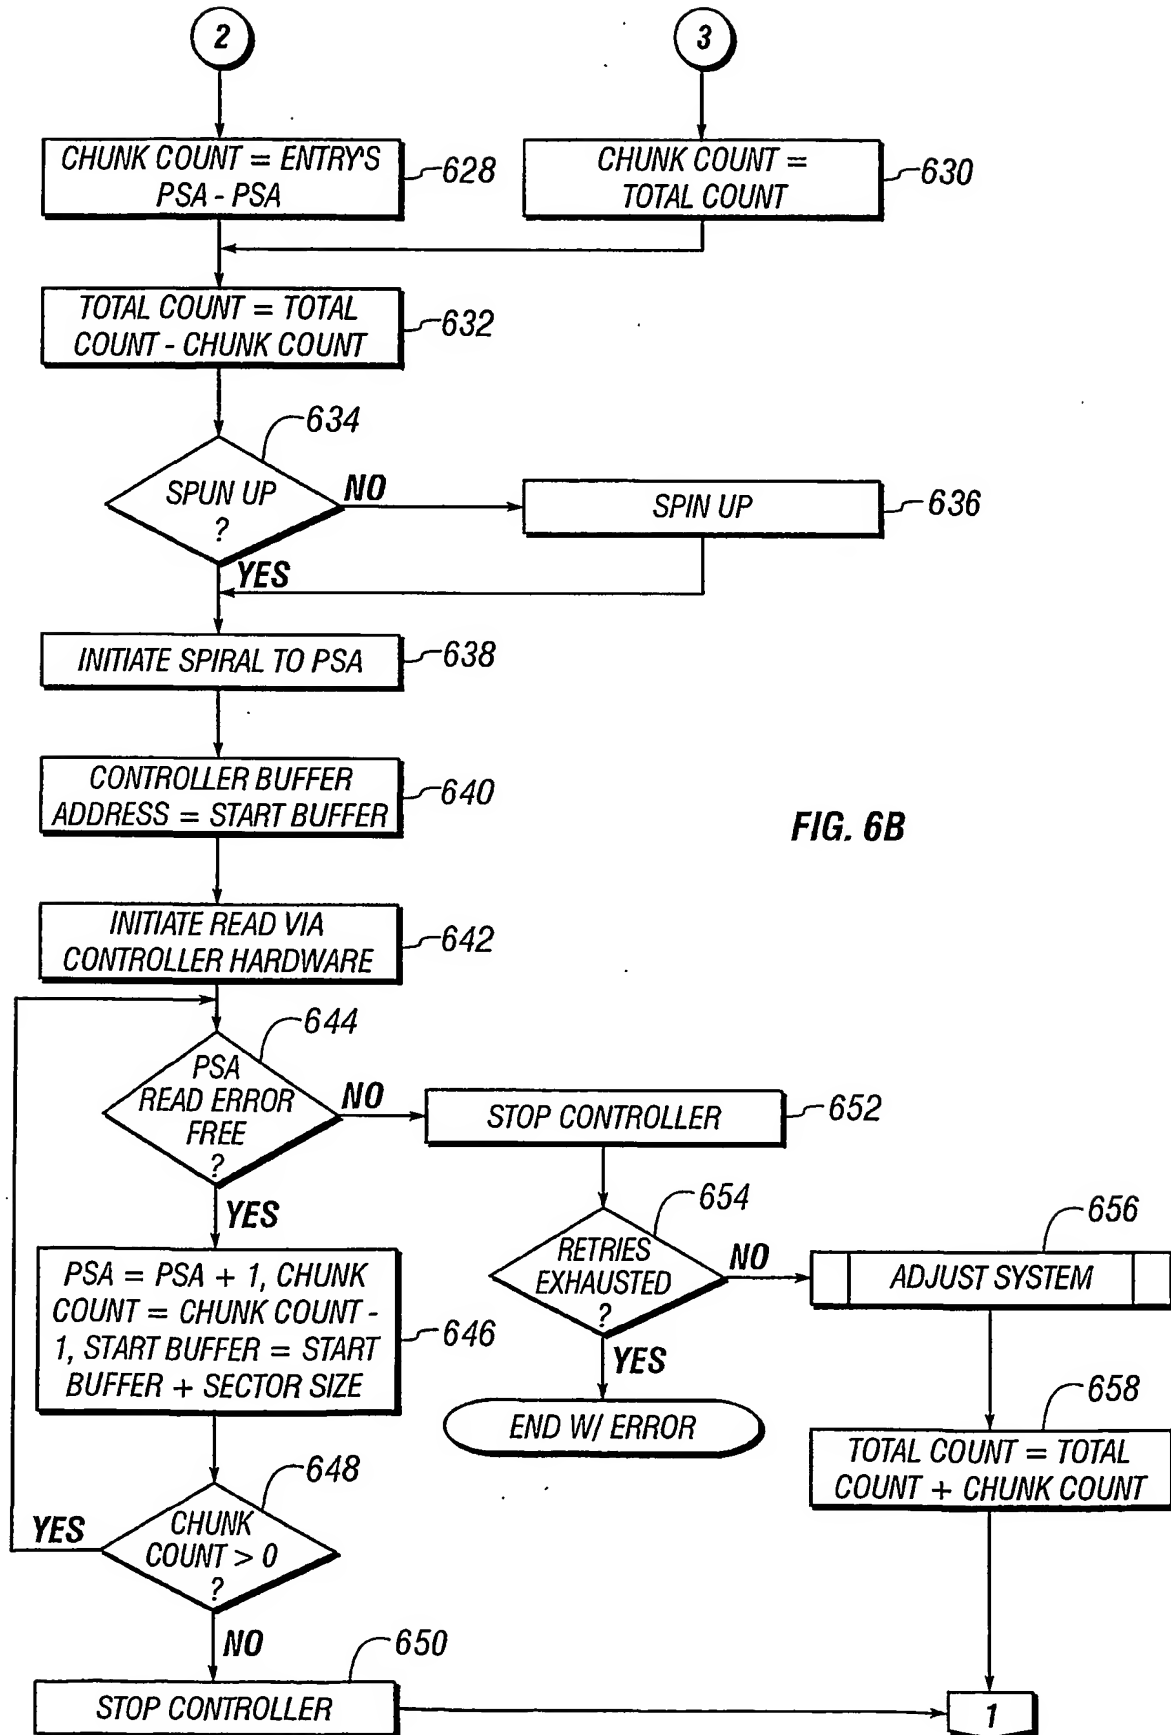 2
3
CHUNK COUNT = ENTRY'S
PSA - PSA
628
CHUNK COUNT =
TOTAL COUNT
630
TOTAL COUNT = TOTAL
COUNT - CHUNK COUNT
632
634
SPUN UP
?
NO
SPIN UP
636
YES
INITIATE SPIRAL TO PSA
638
CONTROLLER BUFFER
ADDRESS = START BUFFER
640
FIG. 6B
INITIATE READ VIA
CONTROLLER HARDWARE
642
644
PSA
READ ERROR
FREE
?
NO
STOP CONTROLLER
652
YES
654
RETRIES
EXHAUSTED
?
NO
656
ADJUST SYSTEM
PSA = PSA + 1, CHUNK
COUNT = CHUNK COUNT -
1, START BUFFER = START
BUFFER + SECTOR SIZE
646
YES
END W/ ERROR
658
TOTAL COUNT = TOTAL
COUNT + CHUNK COUNT
648
CHUNK
COUNT > 0
?
YES
NO
650
STOP CONTROLLER
1